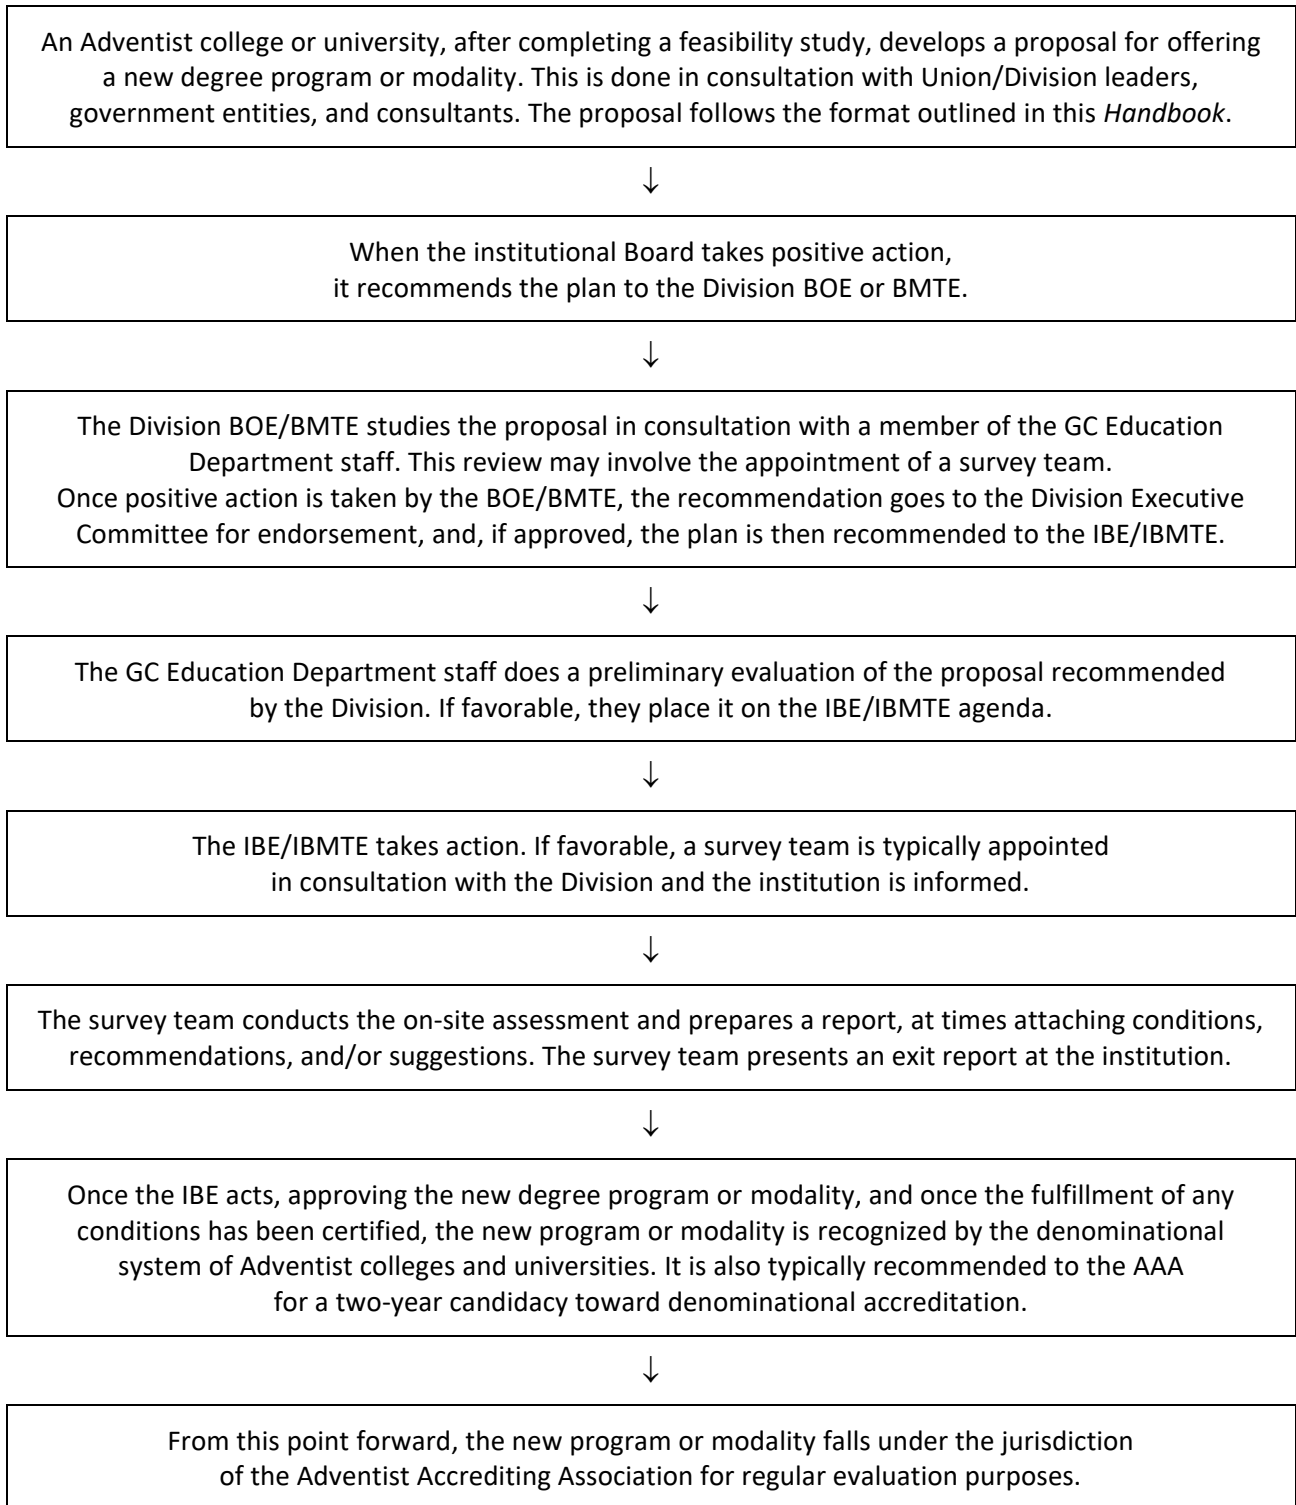 An Adventist college or university, after completing a feasibility study, develops a proposal for offering
a new degree program or modality. This is done in consultation with Union/Division leaders,
government entities, and consultants. The proposal follows the format outlined in this Handbook.
↓
When the institutional Board takes positive action,
it recommends the plan to the Division BOE or BMTE.
↓
The Division BOE/BMTE studies the proposal in consultation with a member of the GC Education
Department staff. This review may involve the appointment of a survey team.
Once positive action is taken by the BOE/BMTE, the recommendation goes to the Division Executive
Committee for endorsement, and, if approved, the plan is then recommended to the IBE/IBMTE.
↓
The GC Education Department staff does a preliminary evaluation of the proposal recommended
by the Division. If favorable, they place it on the IBE/IBMTE agenda.
↓
The IBE/IBMTE takes action. If favorable, a survey team is typically appointed
in consultation with the Division and the institution is informed.
↓
The survey team conducts the on-site assessment and prepares a report, at times attaching conditions,
recommendations, and/or suggestions. The survey team presents an exit report at the institution.
↓
Once the IBE acts, approving the new degree program or modality, and once the fulfillment of any
conditions has been certified, the new program or modality is recognized by the denominational
system of Adventist colleges and universities. It is also typically recommended to the AAA
for a two-year candidacy toward denominational accreditation.
↓
From this point forward, the new program or modality falls under the jurisdiction
of the Adventist Accrediting Association for regular evaluation purposes.